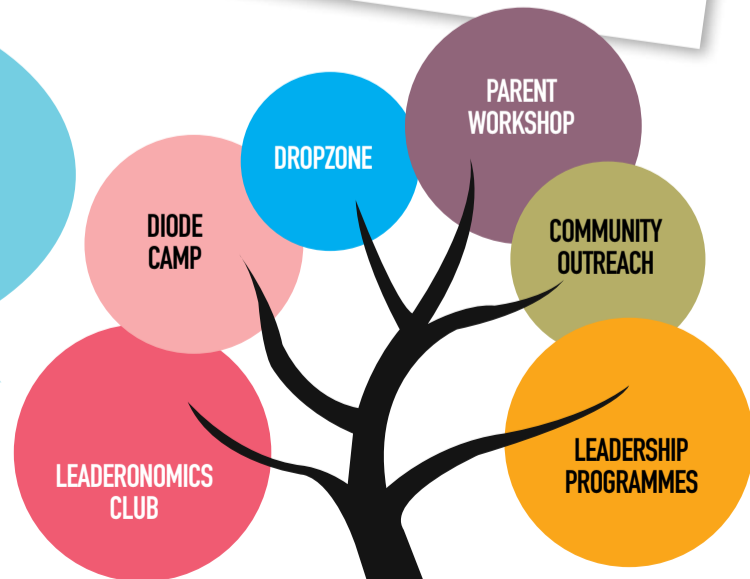 PARENT
WORKSHOP
DROPZONE
DIODE
CAMP
COMMUNITY
OUTREACH
LEADERONOMICS
CLUB
LEADERSHIP
PROGRAMMES